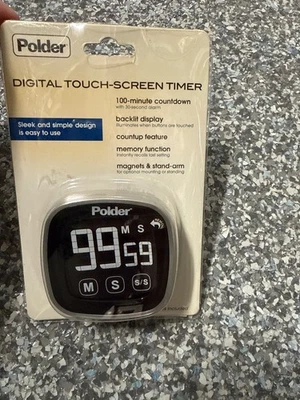 Polder
DIGITAL TOUCH-SCREEN TIMER
100-minute countdown
with 30-second alarm
Sleek and simple design
is easy to use
backlit display
illuminates when buttons are touched
countup feature
memory function
instantly recalls last setting
magnets & stand-arm
for optional mounting or standing
Polder
M S
99 59
M S S/S